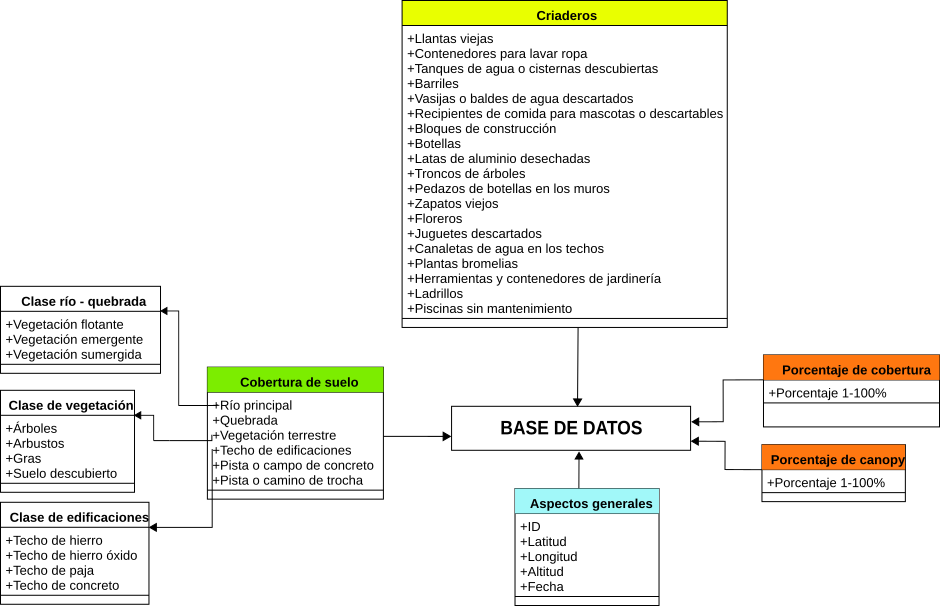 Criaderos
+Llantas viejas
+Contenedores para lavar ropa
+Tanques de agua o cisternas descubiertas
+Barriles
+Vasijas o baldes de agua descartados
+Recipientes de comida para mascotas o descartables
+Bloques de construcción
+Botellas
+Latas de aluminio desechadas
+Troncos de árboles
+Pedazos de botellas en los muros
+Zapatos viejos
+Floreros
+Juguetes descartados
+Canaletas de agua en los techos
+Plantas bromelias
+Herramientas y contenedores de jardinería
+Ladrillos
+Piscinas sin mantenimiento
Clase río - quebrada
+Vegetación flotante
+Vegetación emergente
+Vegetación sumergida
Clase de vegetación
+Árboles
+Arbustos
+Gras
+Suelo descubierto
Clase de edificaciones
+Techo de hierro
+Techo de hierro óxido
+Techo de paja
+Techo de concreto
Cobertura de suelo
+Río principal
+Quebrada
+Vegetación terrestre
+Techo de edificaciones
+Pista o campo de concreto
+Pista o camino de trocha
BASE DE DATOS
Aspectos generales
+ID
+Latitud
+Longitud
+Altitud
+Fecha
Porcentaje de cobertura
+Porcentaje 1-100%
Porcentaje de canopy
+Porcentaje 1-100%